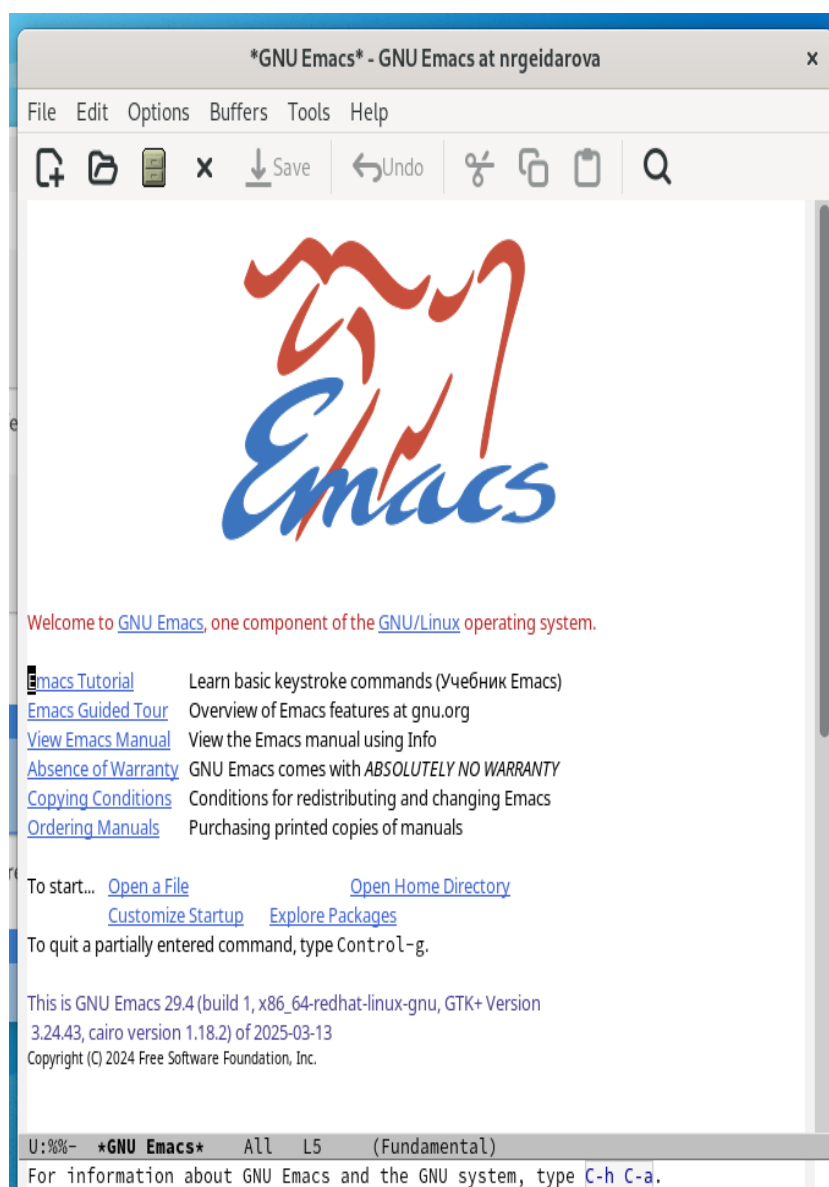 *GNU Emacs* - GNU Emacs at nrgeidarova
File Edit Options Buffers Tools Help
Save Undo
Emacs
Welcome to GNU Emacs, one component of the GNU/Linux operating system.
Emacs Tutorial Learn basic keystroke commands (Учебник Emacs)
Emacs Guided Tour Overview of Emacs features at gnu.org
View Emacs Manual View the Emacs manual using Info
Absence of Warranty GNU Emacs comes with ABSOLUTELY NO WARRANTY
Copying Conditions Conditions for redistributing and changing Emacs
Ordering Manuals Purchasing printed copies of manuals
To start... Open a File Open Home Directory
Customize Startup Explore Packages
To quit a partially entered command, type Control-g.
This is GNU Emacs 29.4 (build 1, x86_64-redhat-linux-gnu, GTK+ Version
3.24.43, cairo version 1.18.2) of 2025-03-13
Copyright (C) 2024 Free Software Foundation, Inc.
U:%%- *GNU Emacs* All L5 (Fundamental)
For information about GNU Emacs and the GNU system, type C-h C-a.